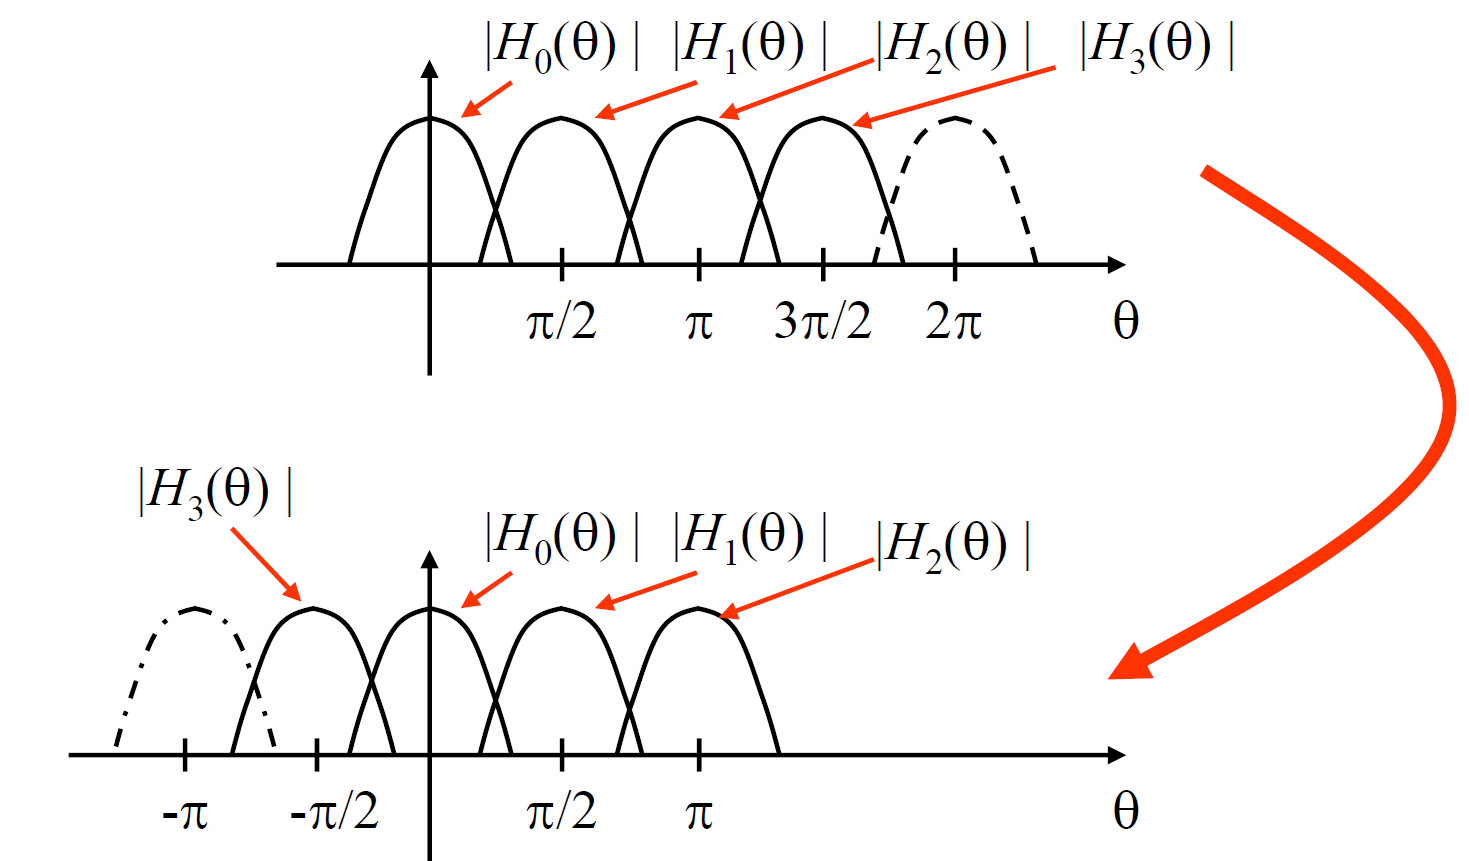 |H₀(θ) | |H₁(θ) | |H₂(θ) | |H₃(θ) |
π/2 π 3π/2 2π θ
|H₃(θ) |
|H₀(θ) | |H₁(θ) | |H₂(θ) |
-π -π/2 π/2 π θ